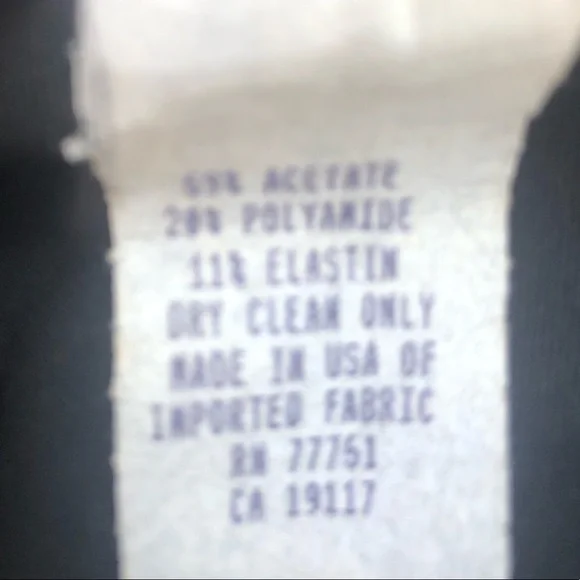 69% ACETATE
20% POLYAMIDE
11% ELASTIN
DRY CLEAN ONLY
MADE IN USA OF
IMPORTED FABRIC
RN 77751
CA 19117